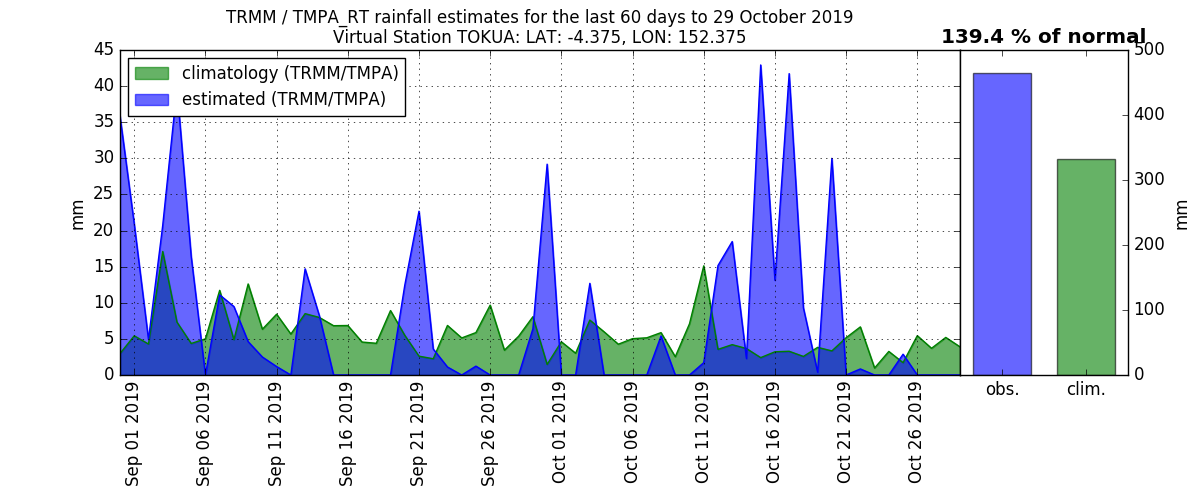 TRMM / TMPA_RT rainfall estimates for the last 60 days to 29 October 2019
Virtual Station TOKUA: LAT: -4.375, LON: 152.375
139.4 % of normal
climatology (TRMM/TMPA)
estimated (TRMM/TMPA)
45
40
35
30
25
20
15
10
5
0
mm
Sep 01 2019
Sep 06 2019
Sep 11 2019
Sep 16 2019
Sep 21 2019
Sep 26 2019
Oct 01 2019
Oct 06 2019
Oct 11 2019
Oct 16 2019
Oct 21 2019
Oct 26 2019
obs.
clim.
500
400
300
200
100
0
mm